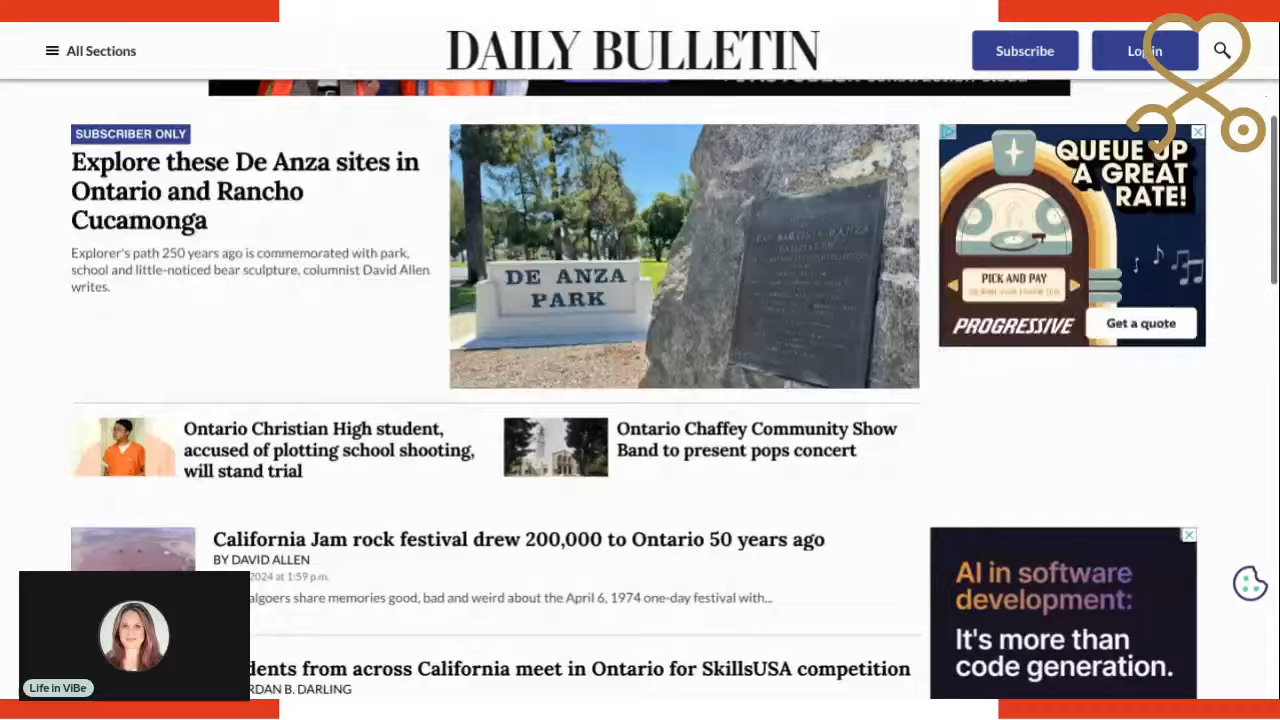 All Sections
DAILY BULLETIN
Subscribe
Log in
SUBSCRIBER ONLY
Explore these De Anza sites in
Ontario and Rancho
Cucamonga
Explorer's path 250 years ago is commemorated with park,
school and little-noticed bear sculpture, columnist David Allen
writes.
DE ANZA
PARK
QUEUE UP
A GREAT
RATE!
PICK AND PAY
PROGRESSIVE
Get a quote
Ontario Christian High student,
accused of plotting school shooting,
will stand trial
Ontario Chaffey Community Show
Band to present pops concert
California Jam rock festival drew 200,000 to Ontario 50 years ago
BY DAVID ALLEN
2024 at 1:59 p.m.
algoers share memories good, bad and weird about the April 6, 1974 one-day festival with...
dents from across California meet in Ontario for SkillsUSA competition
RDAN B. DARLING
AI in software
development:
It's more than
code generation.
Life in ViBe